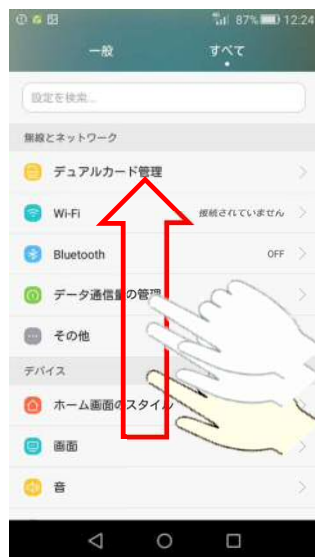 87% 12:24
一般 すべて
設定を検索...
無線とネットワーク
デュアルカード管理
Wi-Fi 接続されていません
Bluetooth OFF
データ通信量の管理
その他
デバイス
ホーム画面のスタイル
画面
音